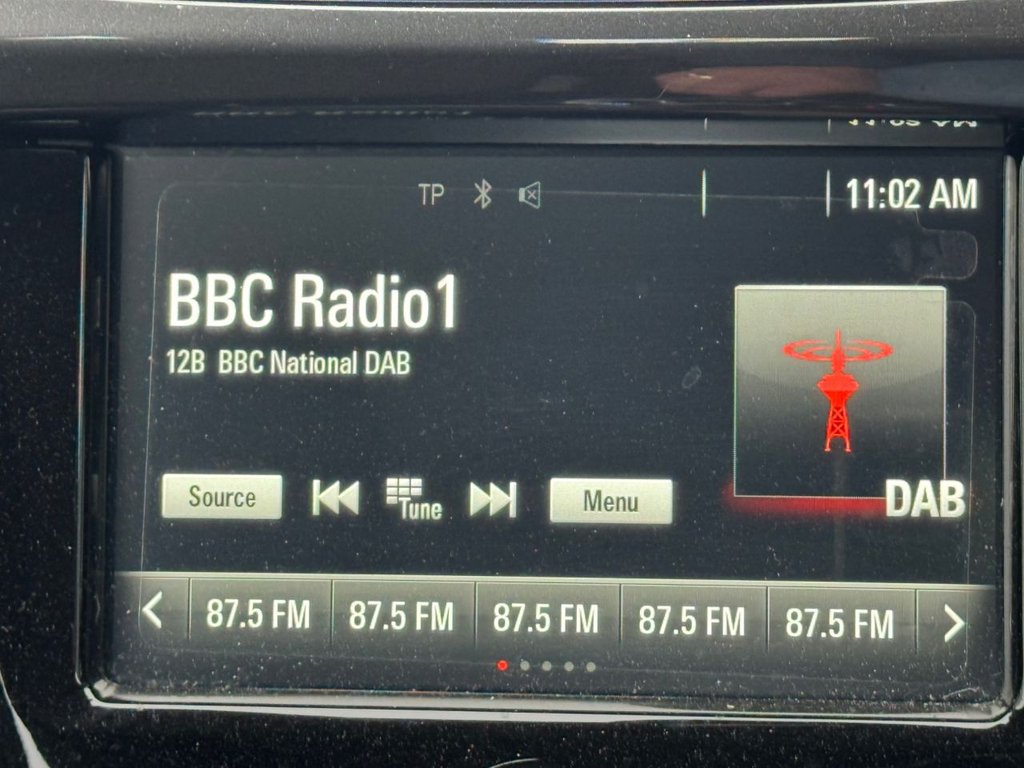 TP 11:02 AM
BBC Radio1
12B BBC National DAB
Source Tune Menu
DAB
87.5 FM 87.5 FM 87.5 FM 87.5 FM 87.5 FM